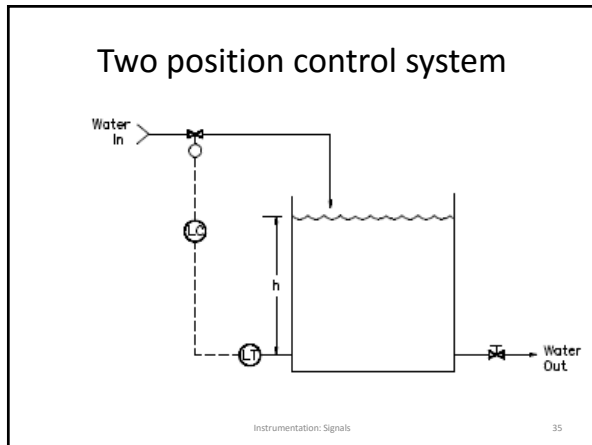 Two position control system
Water
In
LC
h
LT
Water
Out
Instrumentation: Signals
35